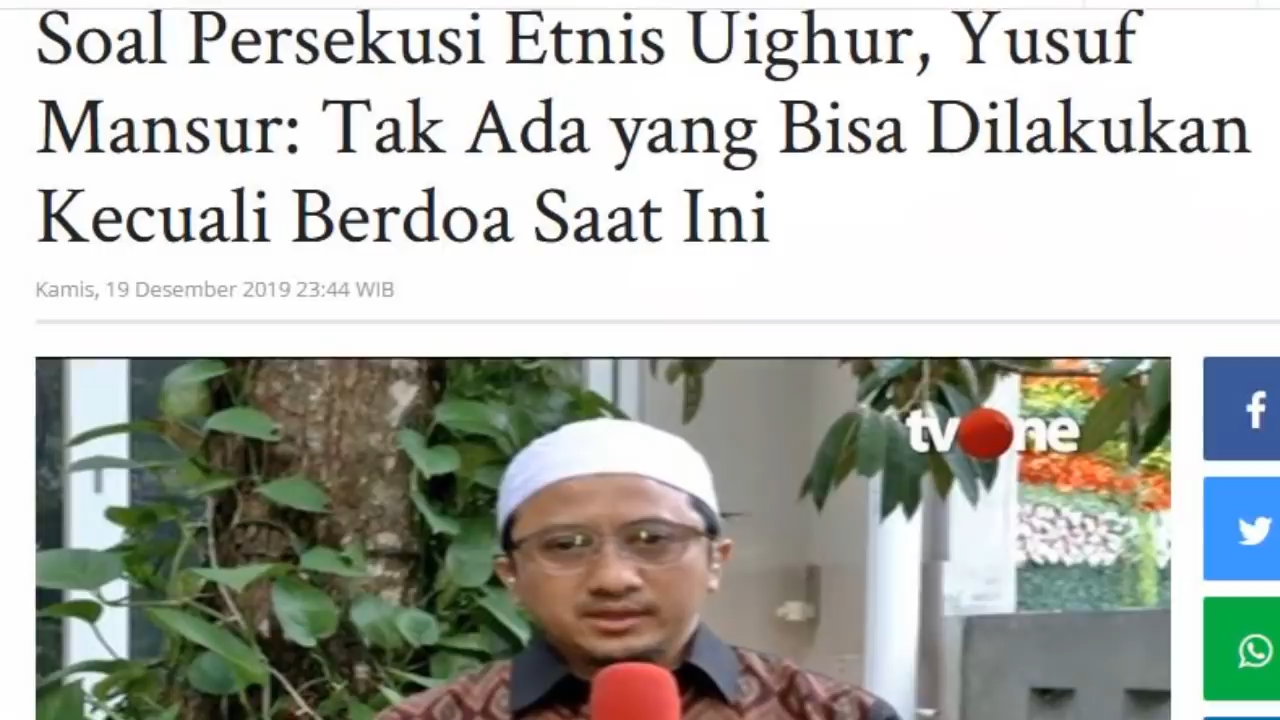 Soal Persekusi Etnis Uighur, Yusuf
Mansur: Tak Ada yang Bisa Dilakukan
Kecuali Berdoa Saat Ini
Kamis, 19 Desember 2019 23:44 WIB
tvOne